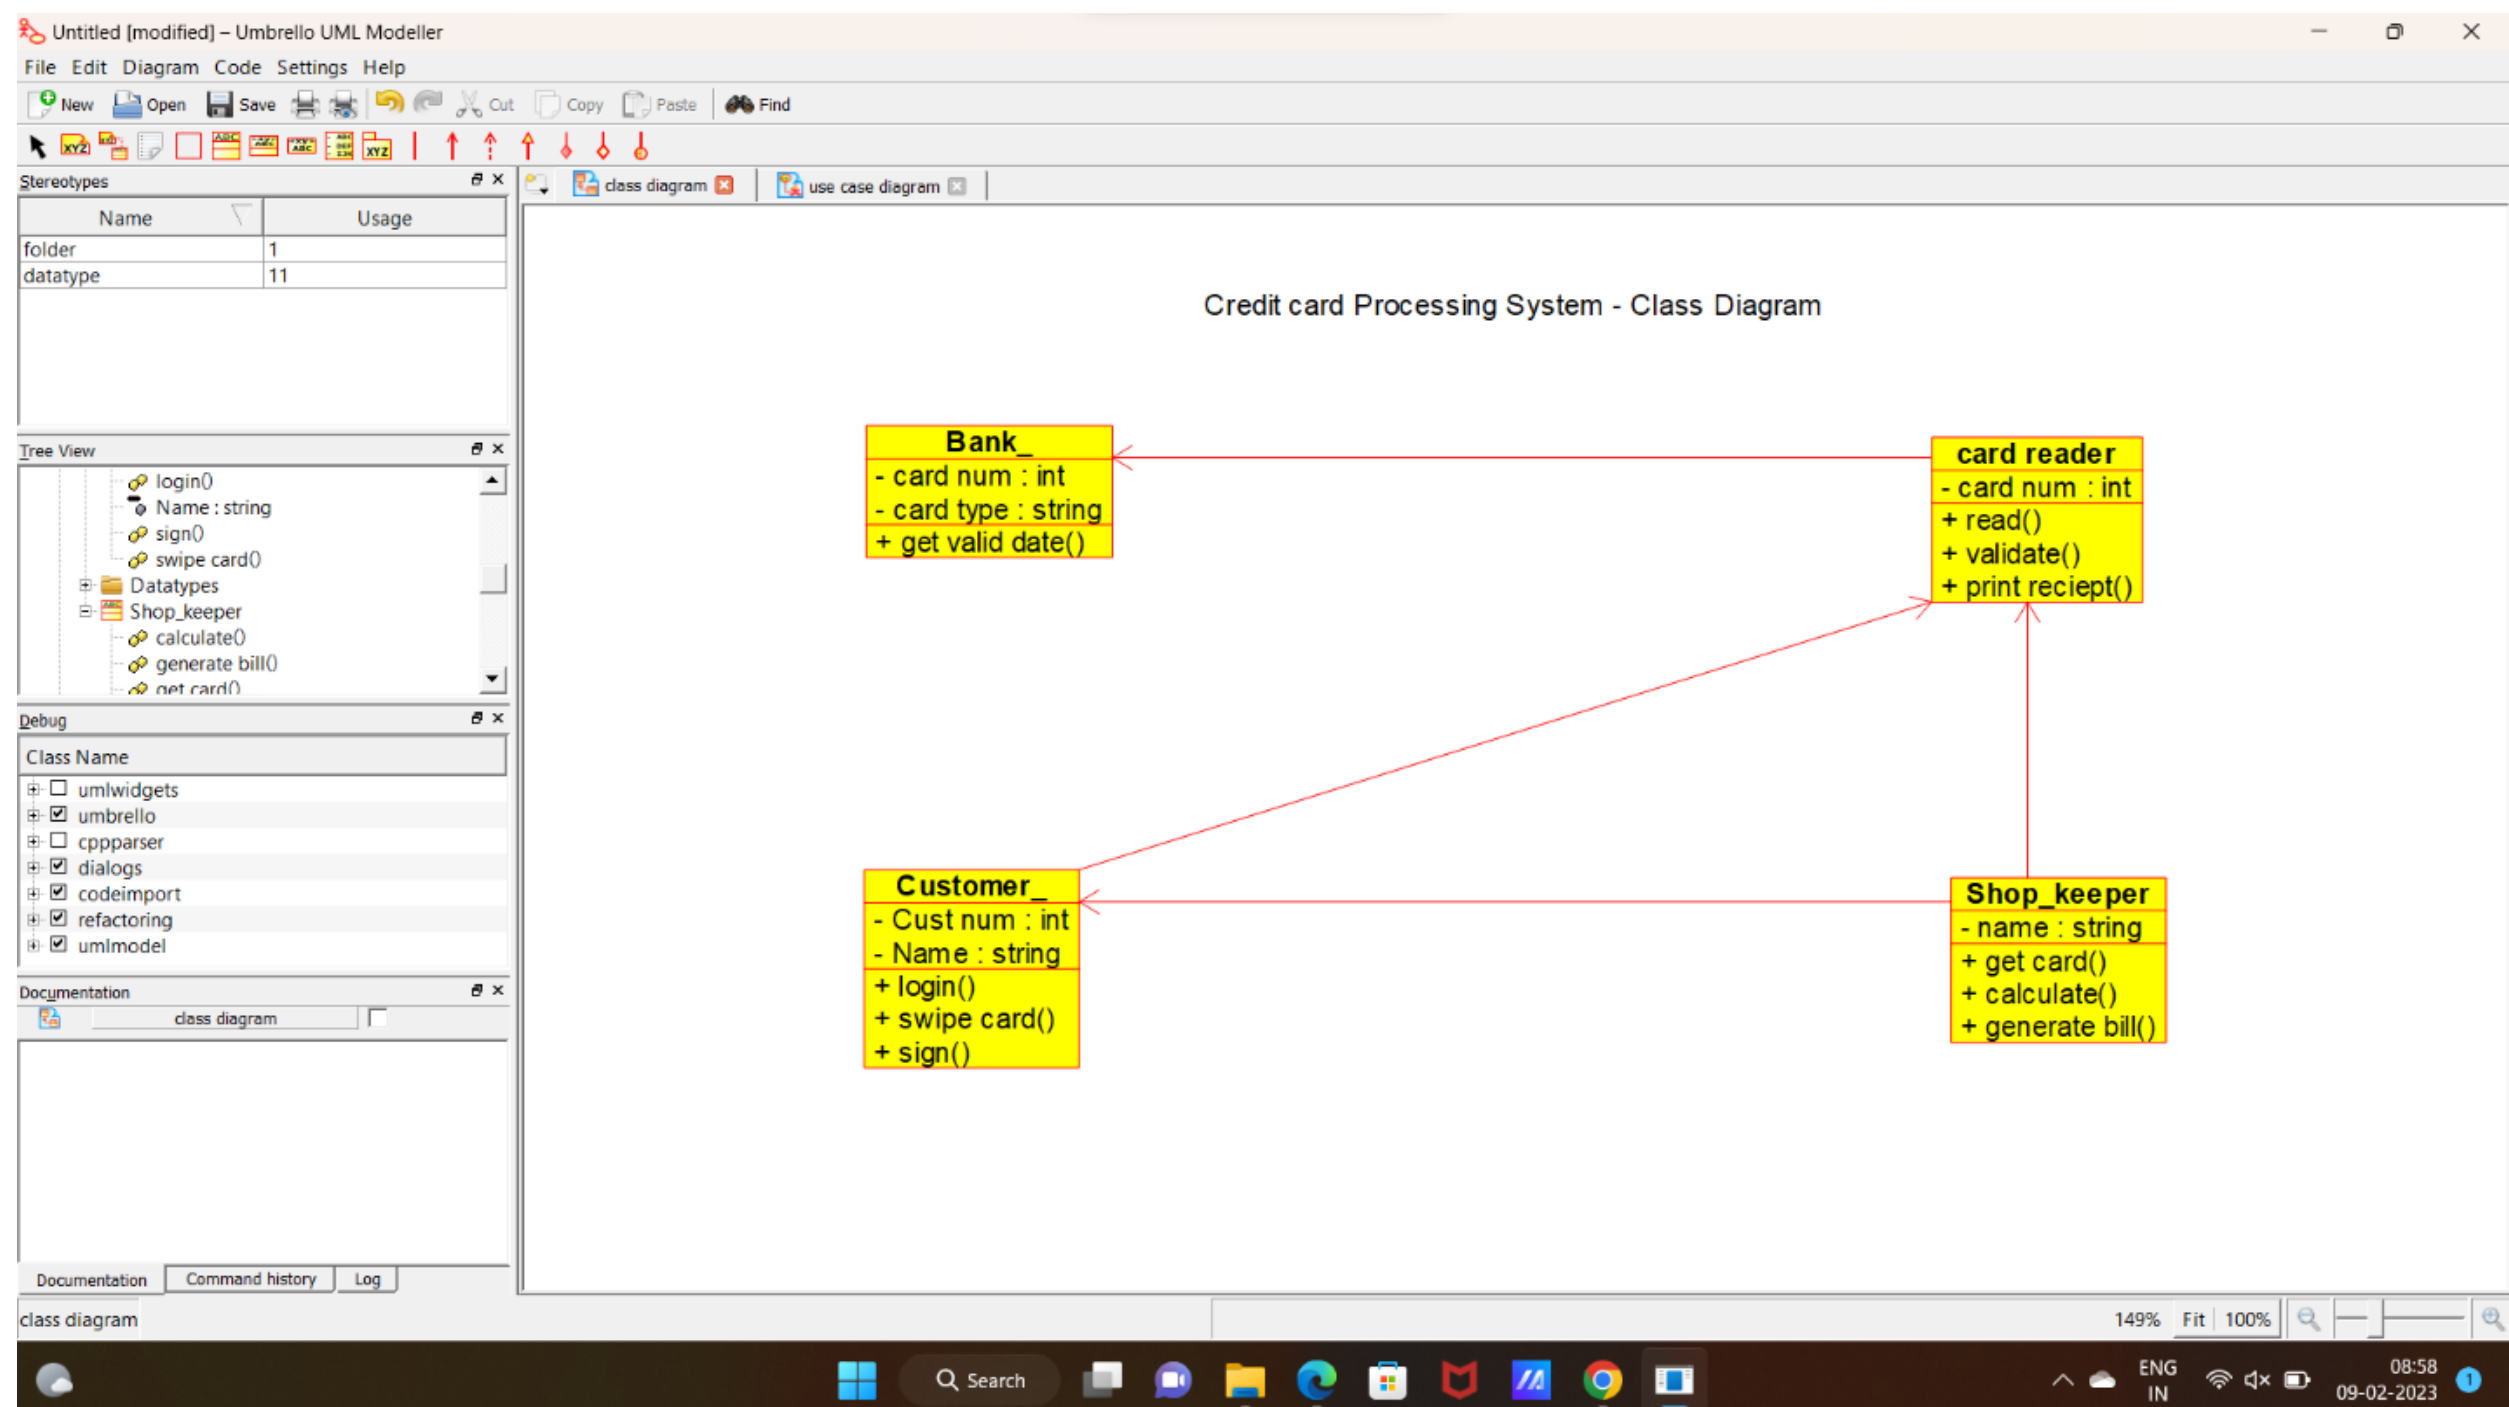 Untitled [modified] – Umbrello UML Modeller
File Edit Diagram Code Settings Help
New Open Save Cut Copy Paste Find
Stereotypes
Name Usage
folder 1
datatype 11
Tree View
login()
Name : string
sign()
swipe card()
Datatypes
Shop_keeper
calculate()
generate bill()
get card()
Debug
Class Name
umlwidgets
umbrello
cppparser
dialogs
codeimport
refactoring
umlmodel
Documentation
class diagram
Documentation Command history Log
class diagram
class diagram use case diagram
Credit card Processing System - Class Diagram
Bank_
- card num : int
- card type : string
+ get valid date()
card reader
- card num : int
+ read()
+ validate()
+ print reciept()
Customer_
- Cust num : int
- Name : string
+ login()
+ swipe card()
+ sign()
Shop_keeper
- name : string
+ get card()
+ calculate()
+ generate bill()
149% Fit 100%
Search
ENG
IN
08:58
09-02-2023
1